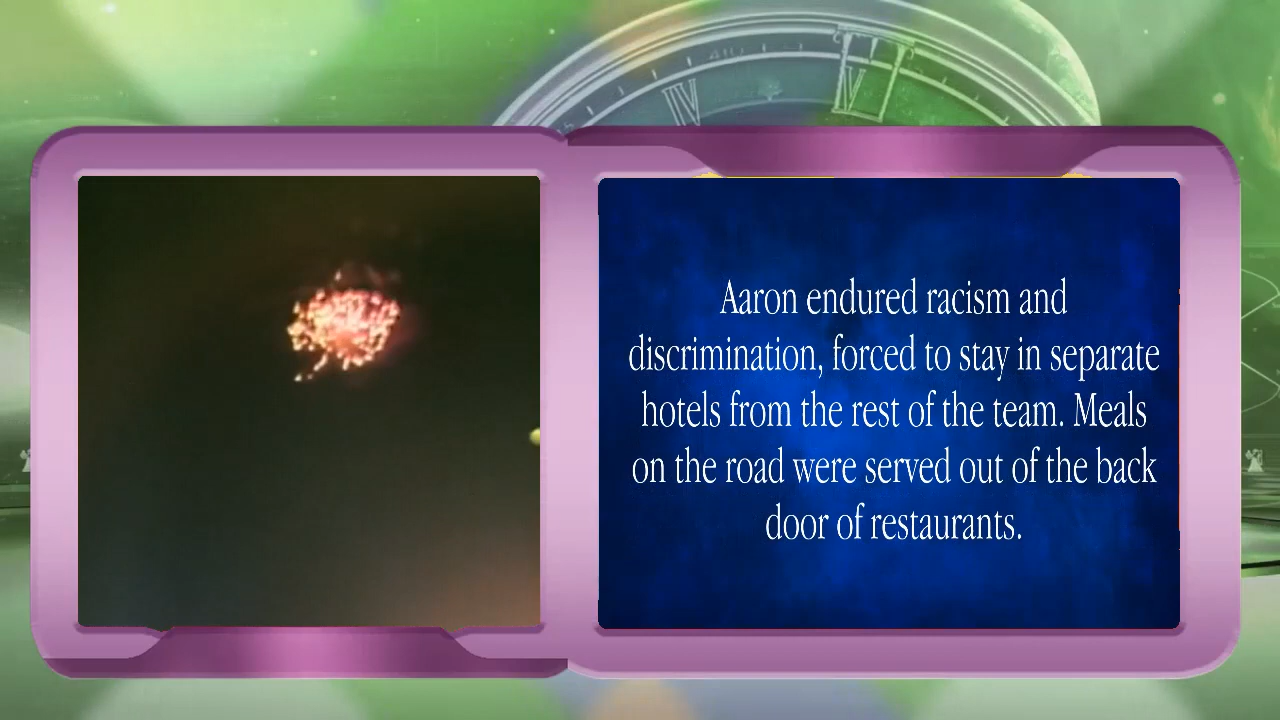 Aaron endured racism and
discrimination, forced to stay in separate
hotels from the rest of the team. Meals
on the road were served out of the back
door of restaurants.